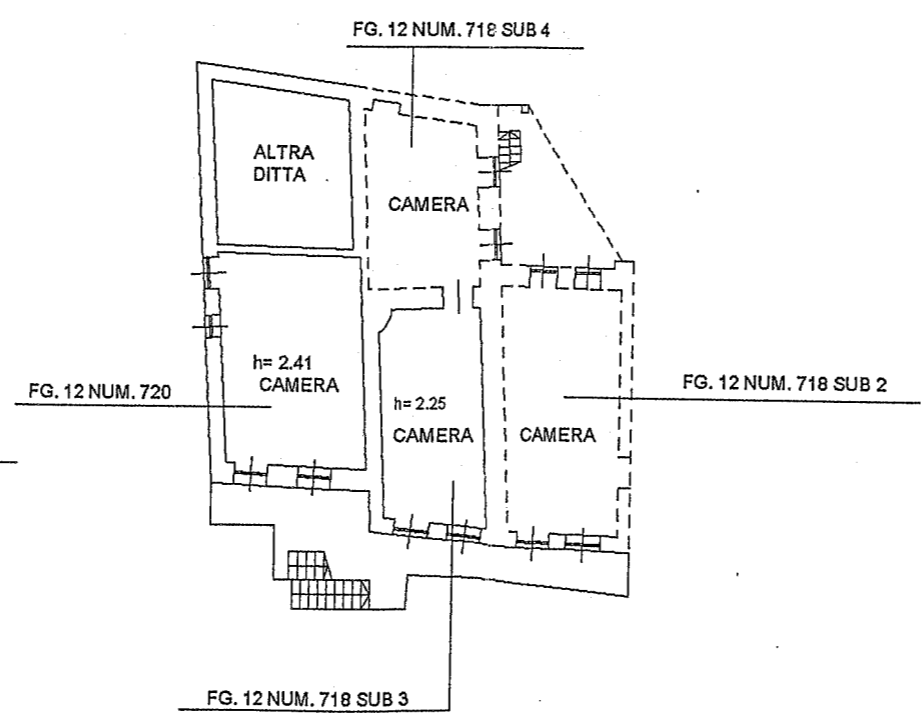 FG. 12 NUM. 718 SUB 4
ALTRA
DITTA
CAMERA
h= 2.41
CAMERA
FG. 12 NUM. 720
h= 2.25
CAMERA
CAMERA
FG. 12 NUM. 718 SUB 2
FG. 12 NUM. 718 SUB 3